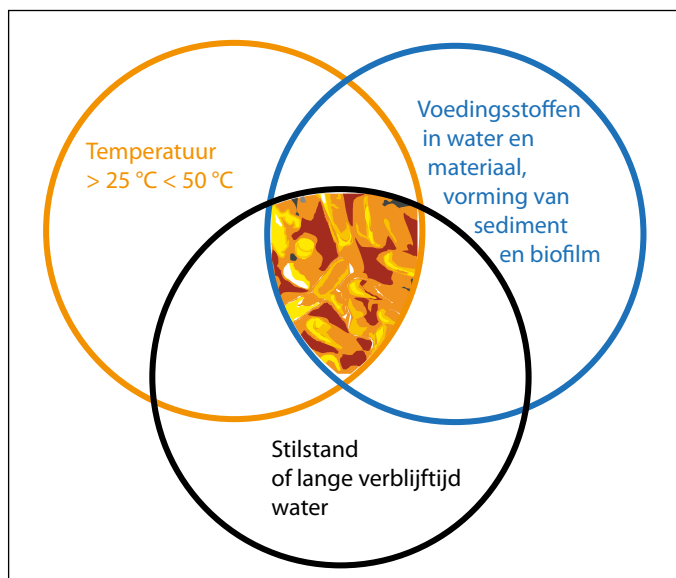 Temperatuur
> 25 °C < 50 °C
Voedingsstoffen
in water en
materiaal,
vorming van
sediment
en biofilm
Stilstand
of lange verblijftijd
water